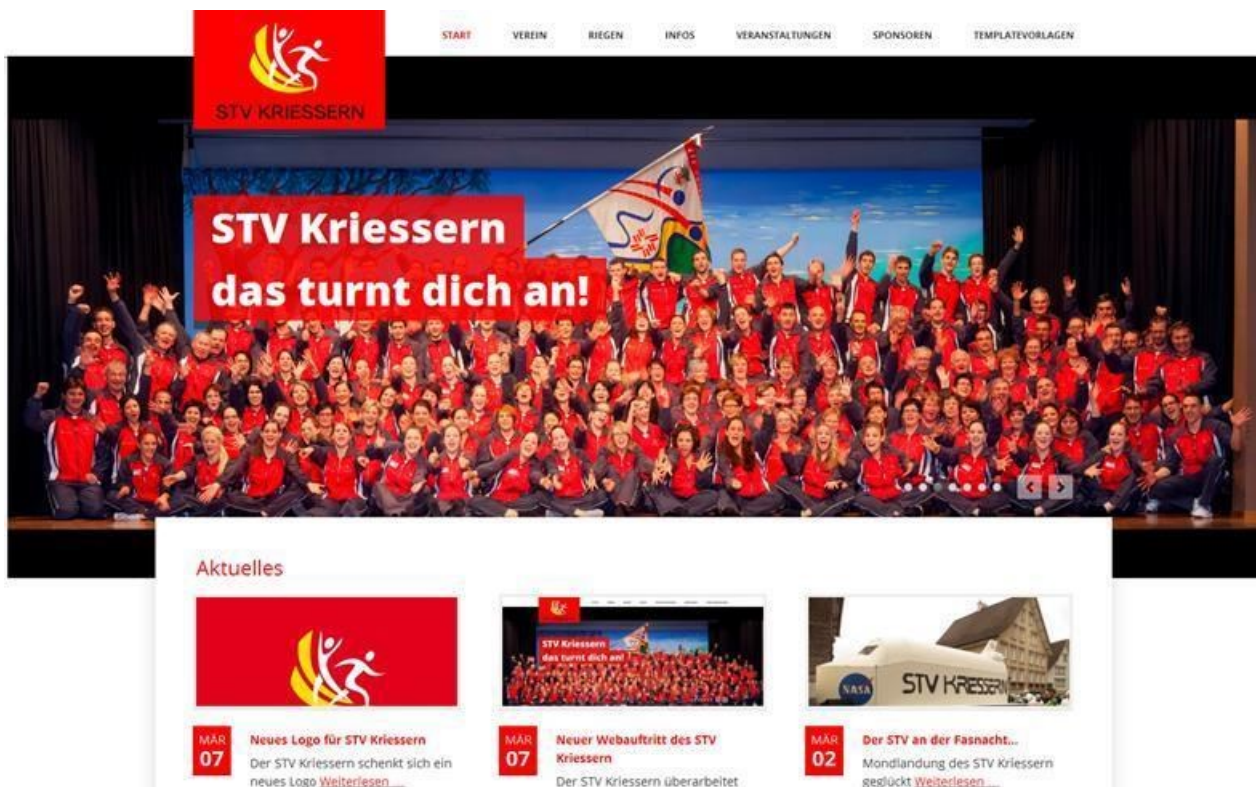 START VEREIN RIEGEN INFOS VERANSTALTUNGEN SPONSOREN TEMPLATEVORLAGEN
STV KRIESSERN
STV Kriessern
das turnt dich an!
Aktuelles
STV Kriessern
das turnt dich an!
NASA
STV KRIESSERN
MÄR
07
Neues Logo für STV Kriessern
Der STV Kriessern schenkt sich ein
neues Logo Weiterlesen …
MÄR
07
Neuer Webauftritt des STV
Kriessern
Der STV Kriessern überarbeitet
MÄR
02
Der STV an der Fasnacht...
Mondlandung des STV Kriessern
geglückt Weiterlesen …